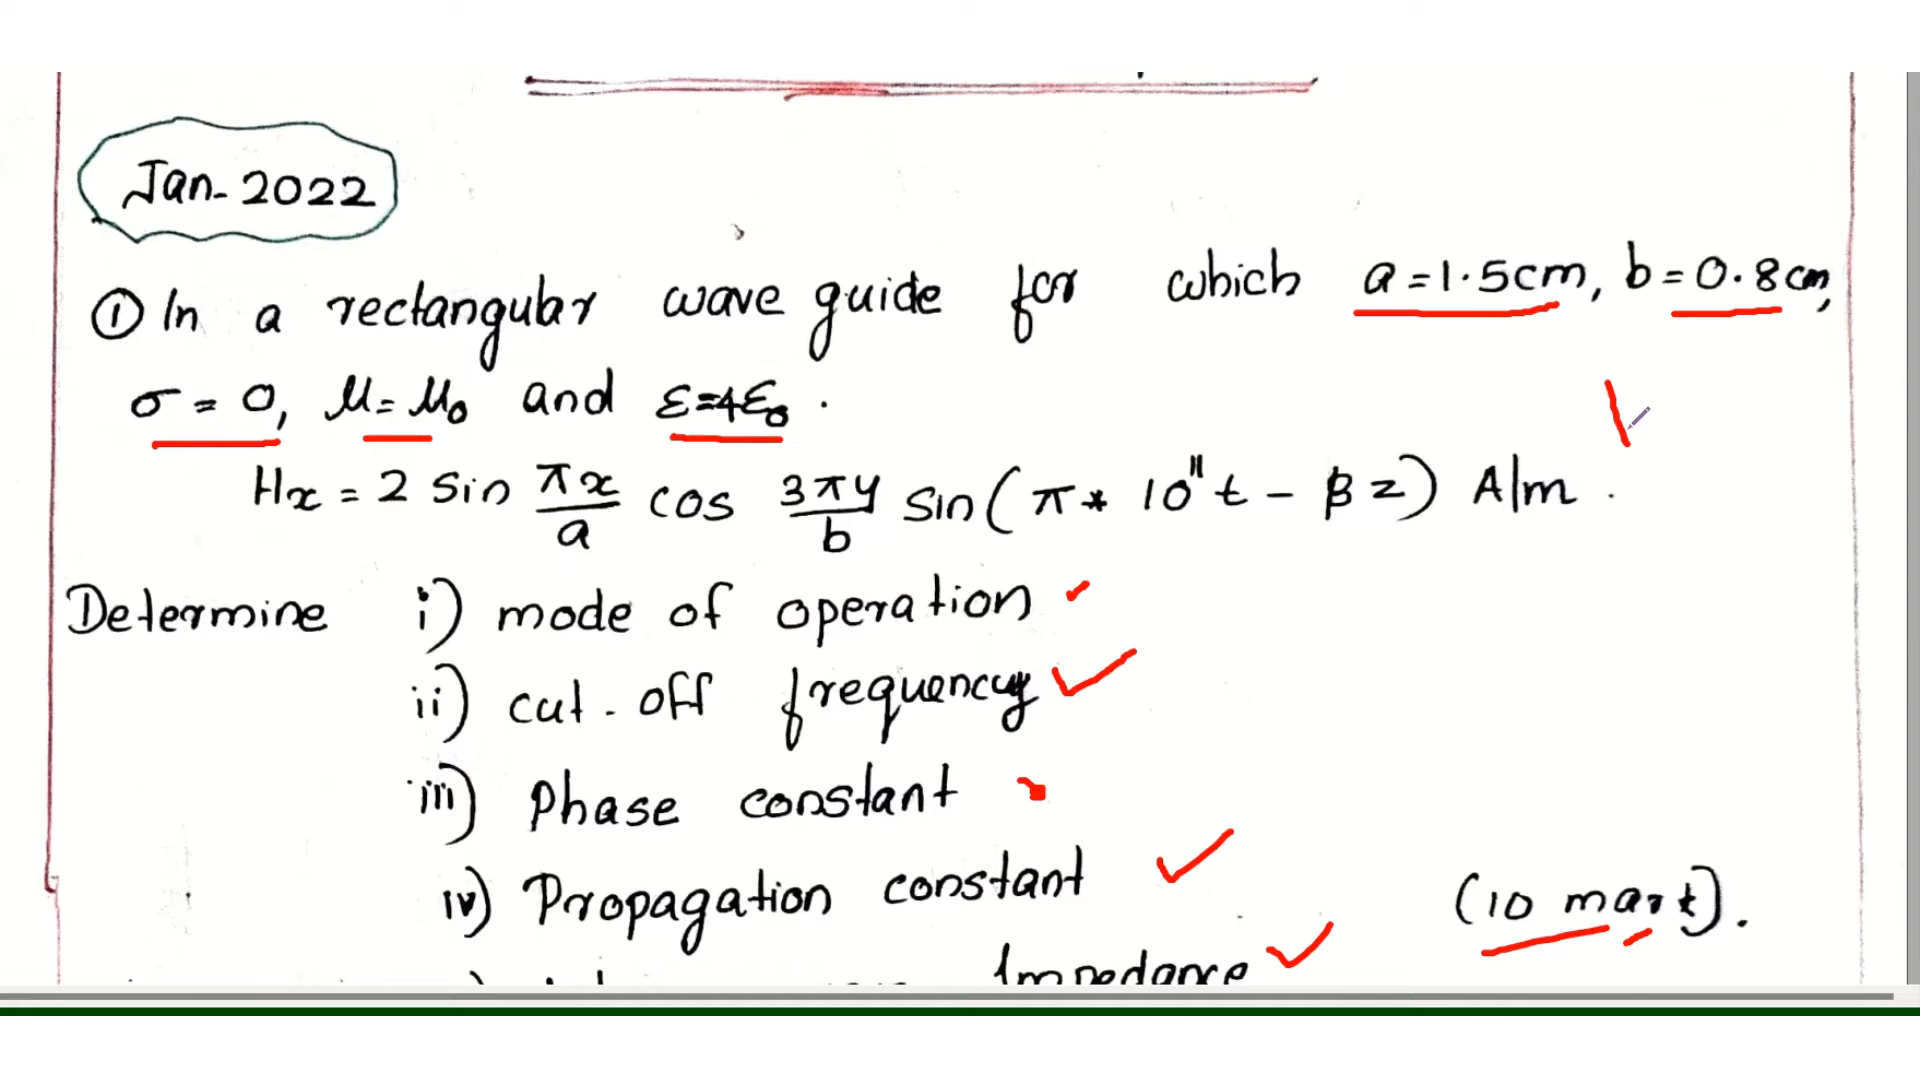 Jan-2022
① In a rectangular wave guide for which a=1.5cm, b=0.8cm,
σ=0, μ=μ₀ and ε=4ε₀.
Hx = 2 sin πx/a cos 3πy/b sin(π* 10¹¹t - βz) A/m.
Determine i) mode of operation
ii) cut-off frequency
iii) Phase constant
iv) Propagation constant
(10 mark).
Impedance